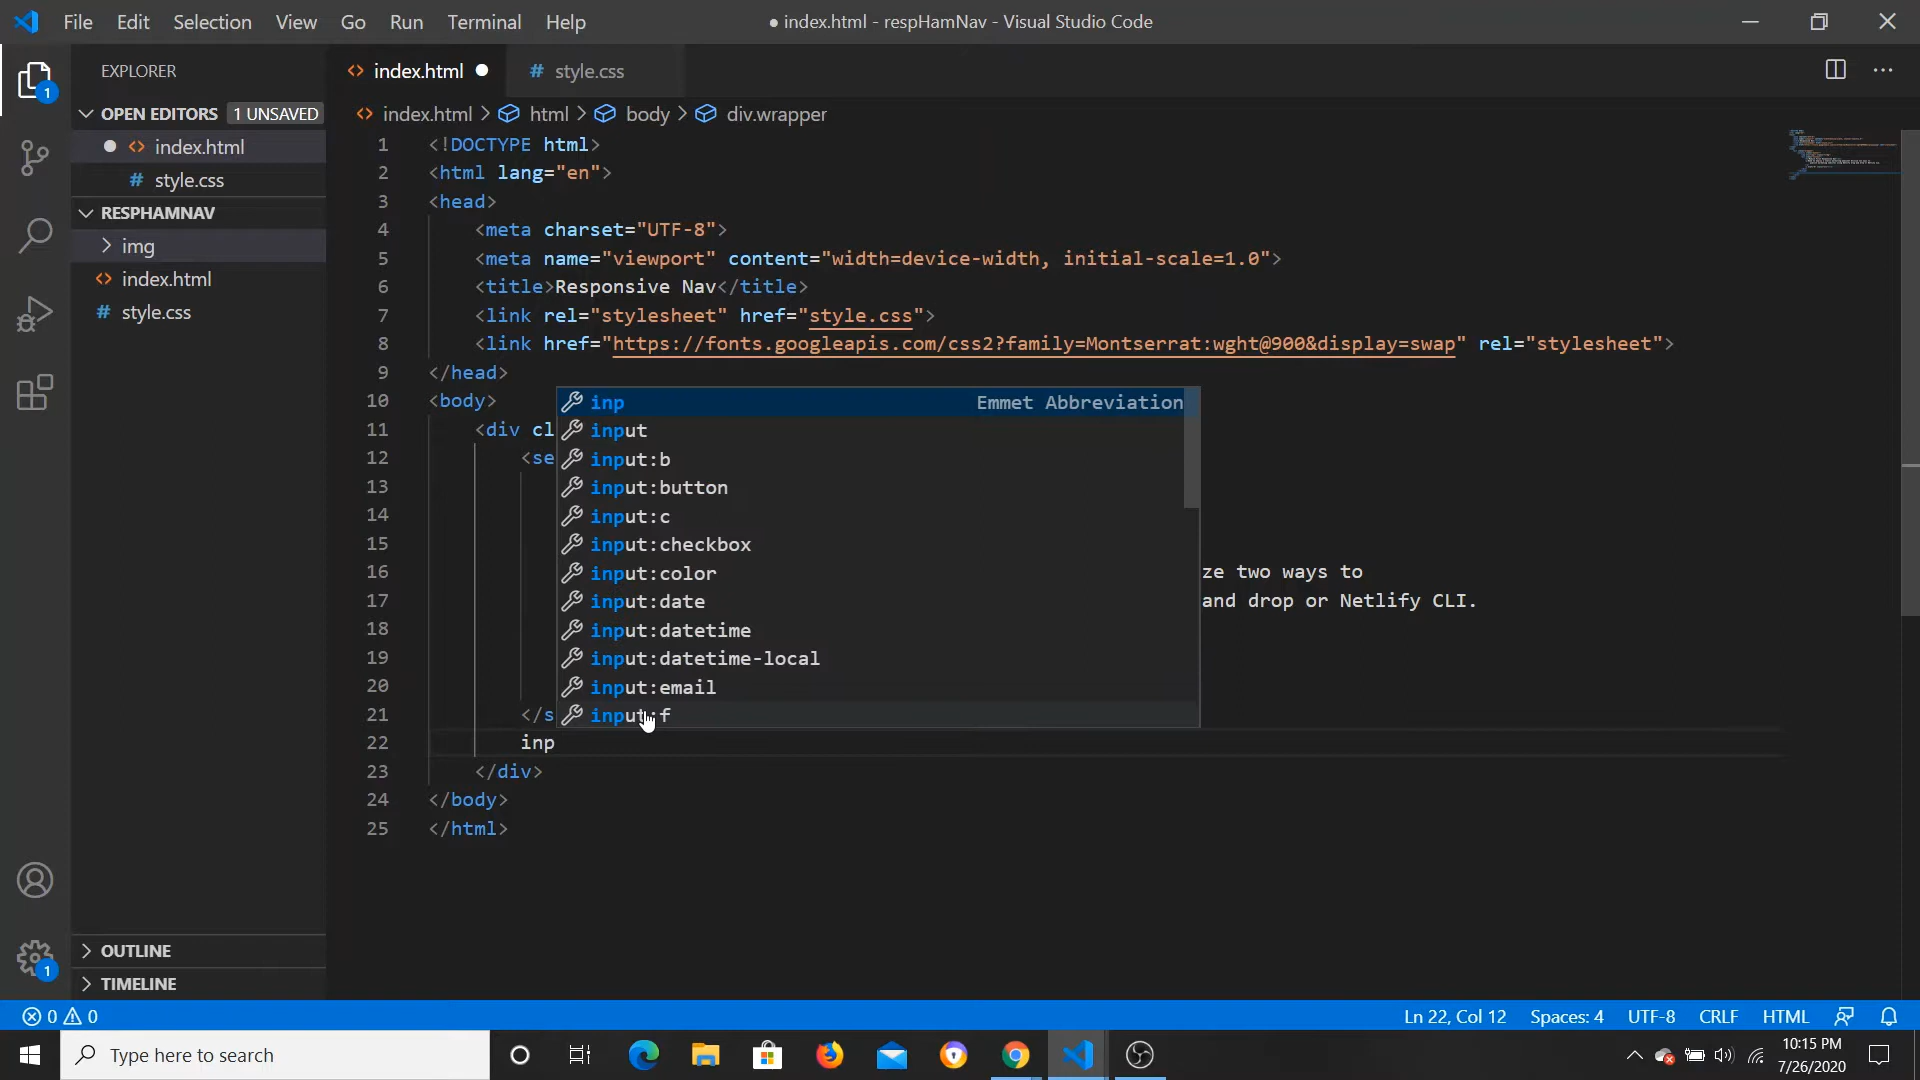 File Edit Selection View Go Run Terminal Help ● index.html - respHamNav - Visual Studio Code
EXPLORER
OPEN EDITORS 1 UNSAVED
index.html
style.css
RESPHAMNAV
img
index.html
style.css
OUTLINE
TIMELINE
1
1
index.html ● # style.css
index.html > html > body > div.wrapper
1 <!DOCTYPE html>
2 <html lang="en">
3 <head>
4 <meta charset="UTF-8">
5 <meta name="viewport" content="width=device-width, initial-scale=1.0">
6 <title>Responsive Nav</title>
7 <link rel="stylesheet" href="style.css">
8 <link href="https://fonts.googleapis.com/css2?family=Montserrat:wght@900&display=swap" rel="stylesheet">
9 </head>
10 <body>
11 <div cl
12 <se
13
14
15
16 ze two ways to
17 and drop or Netlify CLI.
18
19
20
21 </s
22 inp
23 </div>
24 </body>
25 </html>
inp Emmet Abbreviation
input
input:b
input:button
input:c
input:checkbox
input:color
input:date
input:datetime
input:datetime-local
input:email
input:f
0 0 Ln 22, Col 12 Spaces: 4 UTF-8 CRLF HTML
Type here to search
10:15 PM
7/26/2020